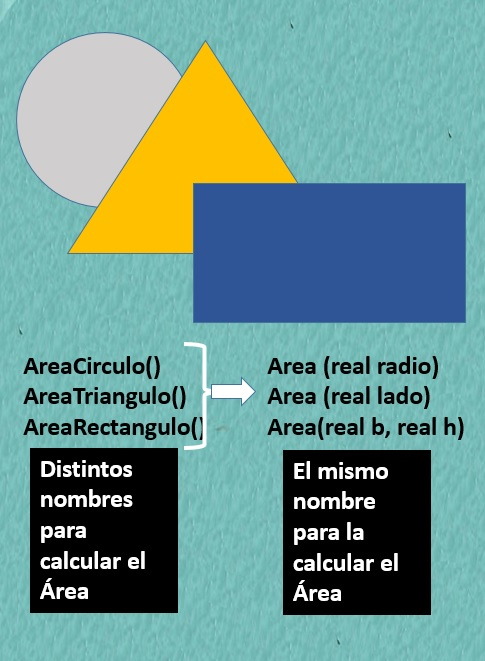 AreaCirculo()
AreaTriangulo()
AreaRectangulo()
Area (real radio)
Area (real lado)
Area(real b, real h)
Distintos
nombres
para
calcular el
Área
El mismo
nombre
para la
calcular el
Área